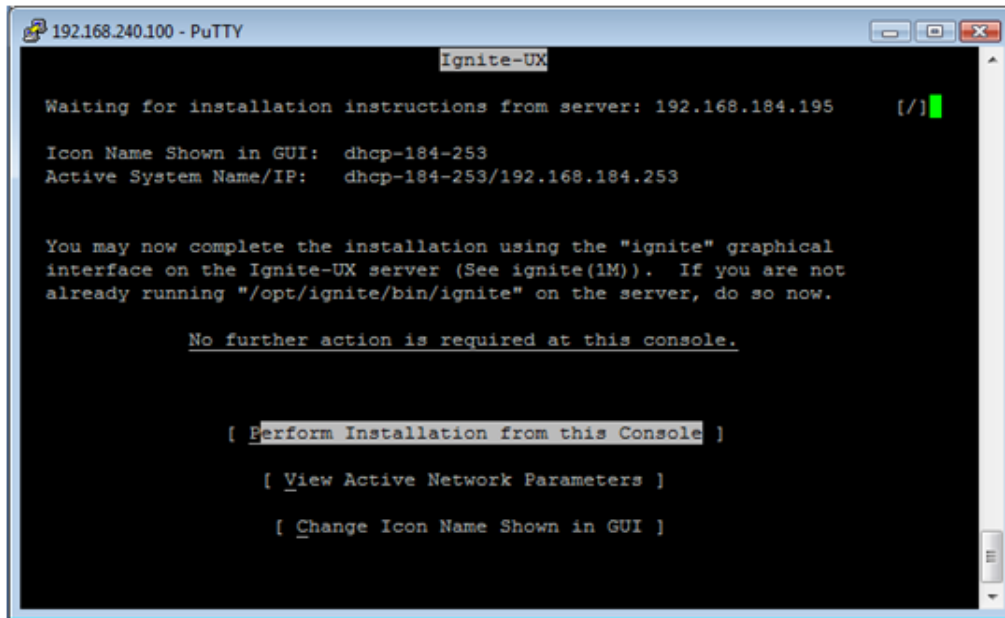 192.168.240.100 - PuTTY
Ignite-UX
Waiting for installation instructions from server: 192.168.184.195 [/]
Icon Name Shown in GUI: dhcp-184-253
Active System Name/IP: dhcp-184-253/192.168.184.253
You may now complete the installation using the "ignite" graphical
interface on the Ignite-UX server (See ignite(1M)). If you are not
already running "/opt/ignite/bin/ignite" on the server, do so now.
No further action is required at this console.
[ Perform Installation from this Console ]
[ View Active Network Parameters ]
[ Change Icon Name Shown in GUI ]